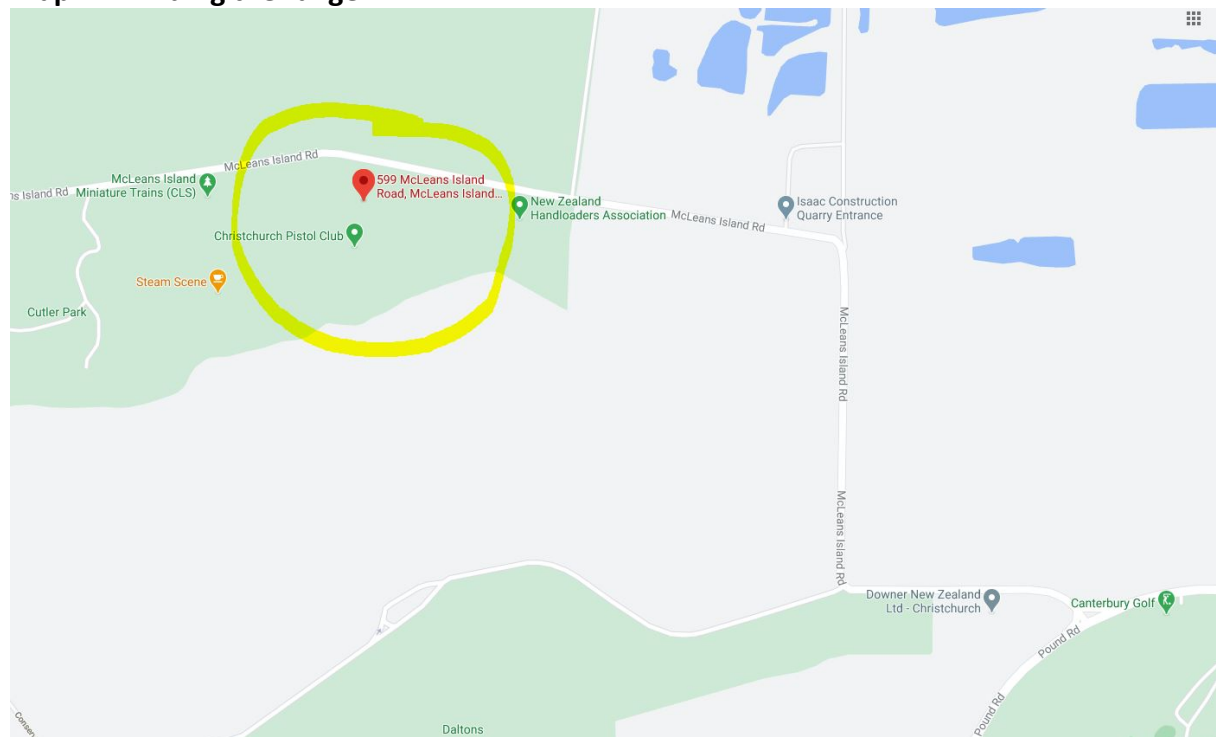 McLeans Island Rd
McLeans Island
Miniature Trains (CLS)
Island Rd
599 McLeans Island
Road, McLeans Island...
New Zealand
Handloaders Association
McLeans Island Rd
Isaac Construction
Quarry Entrance
Christchurch Pistol Club
Steam Scene
Cutler Park
McLeans Island Rd
McLeans Island Rd
Downer New Zealand
Ltd - Christchurch
Canterbury Golf
Pound Rd
Pound Rd
Daltons